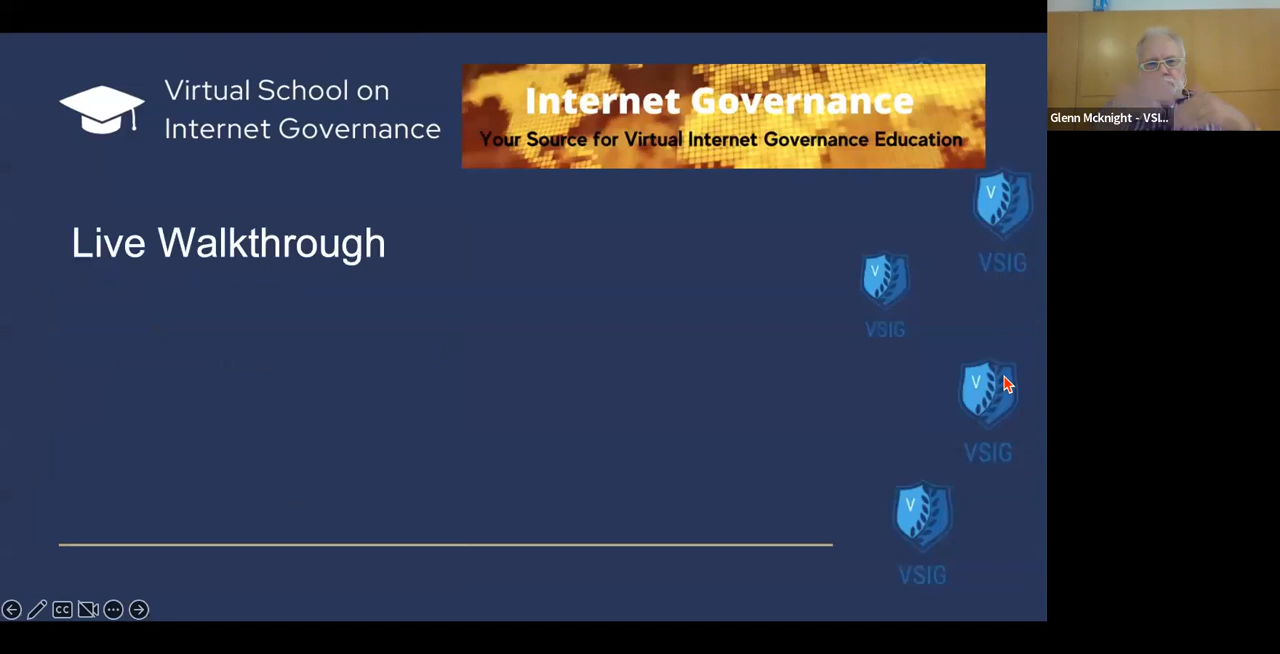 Virtual School on
Internet Governance
Internet Governance
Your Source for Virtual Internet Governance Education
Glenn Mcknight - VSI...
V
VSIG
Live Walkthrough
V
VSIG
V
VSIG
V
VSIG
CC